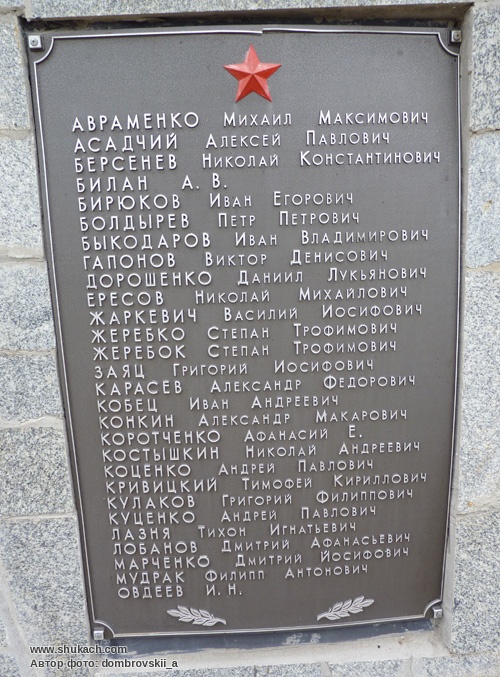 АВРАМЕНКО Михаил Максимович
АСАДЧИЙ Алексей Павлович
БЕРСЕНЕВ Николай Константинович
БИЛАН А. В.
БИРЮКОВ Иван Егорович
БОЛДЫРЕВ Петр Петрович
БЫКОДАРОВ Иван Владимирович
ГАПОНОВ Виктор Денисович
ДОРОШЕНКО Даниил Лукьянович
ЕРЕСОВ Николай Михайлович
ЖАРКЕВИЧ Василий Иосифович
ЖЕРЕБКО Степан Трофимович
ЖЕРЕБОК Степан Трофимович
ЗАЯЦ Григорий Иосифович
КАРАСЕВ Александр Федорович
КОБЕЦ Иван Андреевич
КОНКИН Александр Макарович
КОРОТЧЕНКО Афанасий Е.
КОСТЫШКИН Николай Андреевич
КОЦЕНКО Андрей Павлович
КРИВИЦКИЙ Тимофей Кириллович
КУЛАКОВ Григорий Филиппович
КУЦЕНКО Андрей Павлович
ЛАЗНЯ Тихон Игнатьевич
ЛОБАНОВ Дмитрий Афанасьевич
МАРЧЕНКО Дмитрий Йосифович
МУДРАК Филипп Антонович
ОВДЕЕВ И. Н.
www.shukach.com
Автор фото: dombrovskii_a